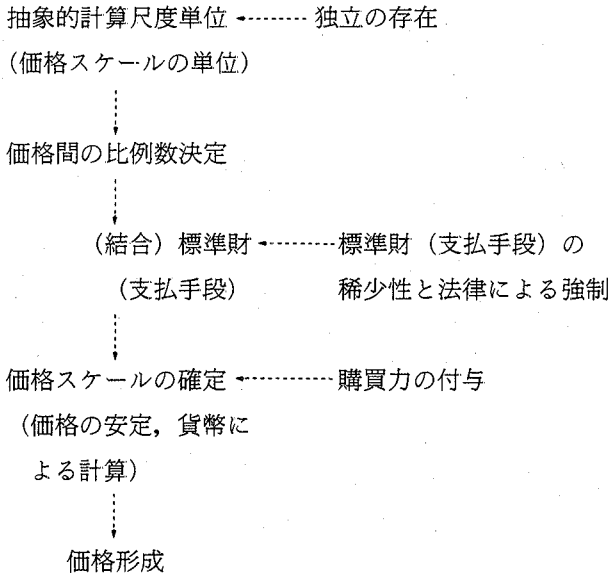 抽象的計算尺度単位 独立の存在
(価格スケールの単位)
価格間の比例数決定
(結合) 標準財 標準財 (支払手段) の
(支払手段) 稀少性と法律による強制
価格スケールの確定 購買力の付与
(価格の安定, 貨幣に
よる計算)
価格形成